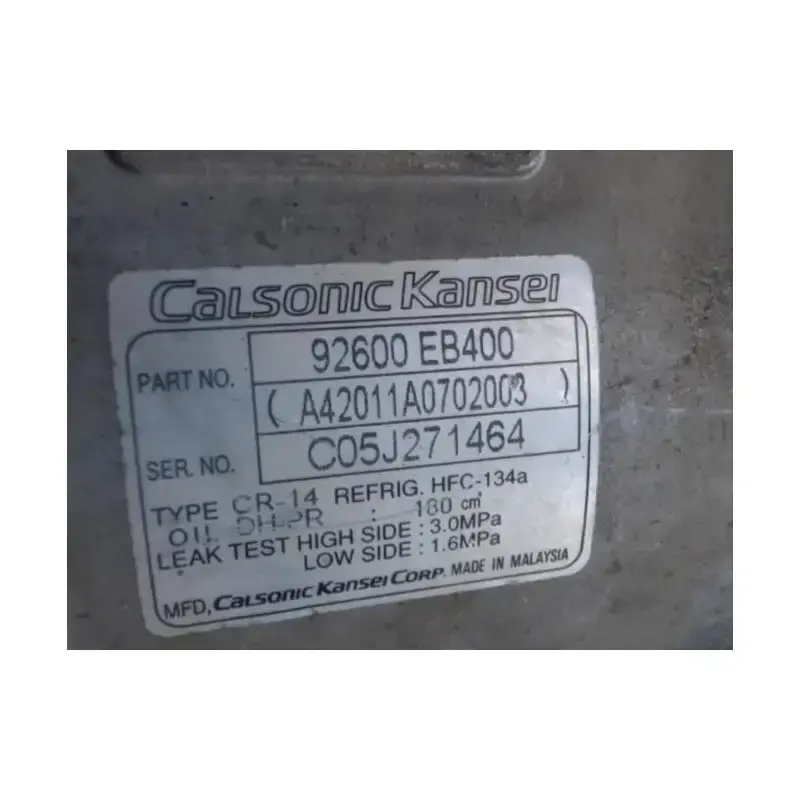 CALSONIC KANSEI
PART NO. 92600 EB400
( A42011A0702003 )
SER. NO. C05J271464
TYPE CR-14 REFRIG. HFC-134a
OIL DH-PR : 180 cm³
LEAK TEST HIGH SIDE : 3.0MPa
LOW SIDE : 1.6MPa
MFD, CALSONIC KANSEI CORP. MADE IN MALAYSIA